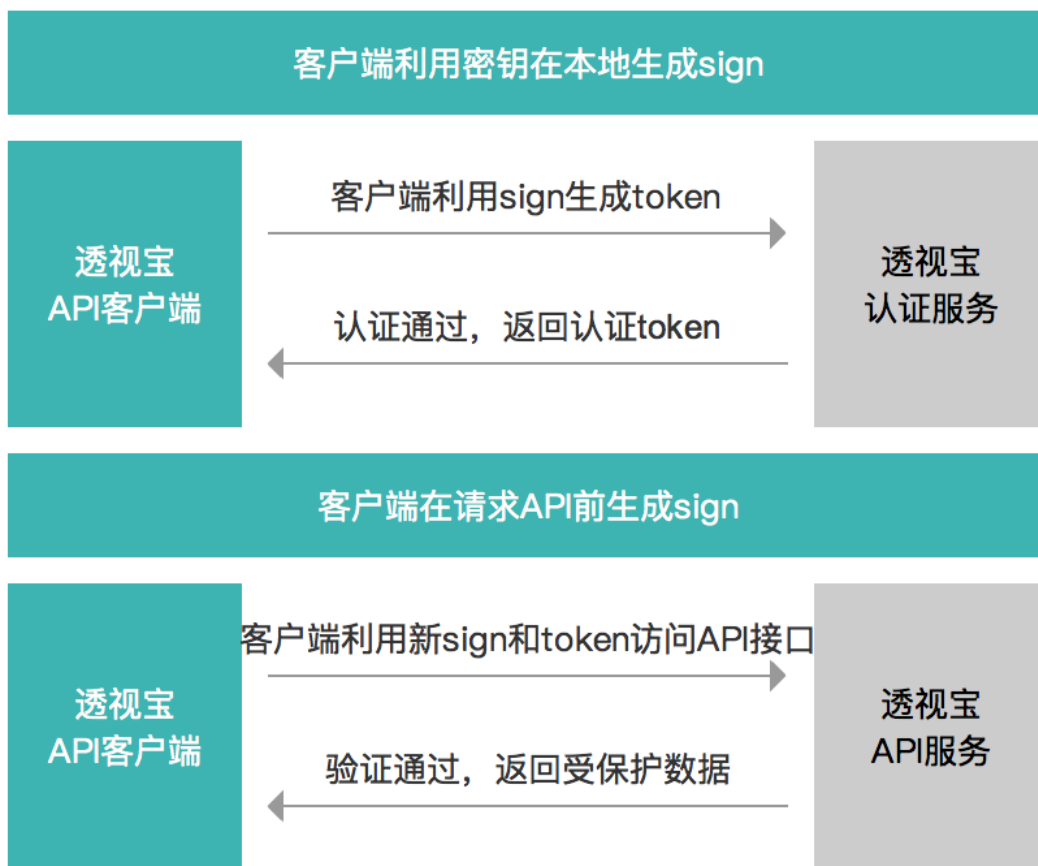 客户端利用密钥在本地生成sign
客户端利用sign生成token
透视宝
API客户端
透视宝
认证服务
认证通过，返回认证token
客户端在请求API前生成sign
客户端利用新sign和token访问API接口
透视宝
API客户端
透视宝
API服务
验证通过，返回受保护数据